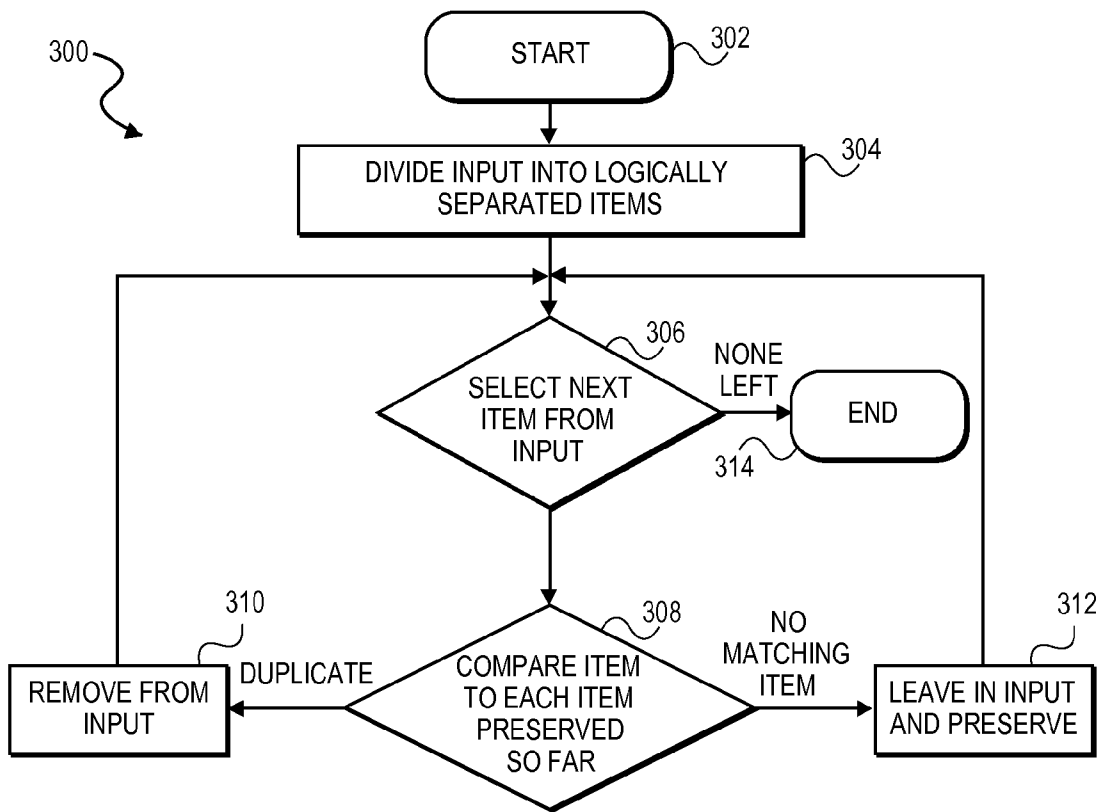 300
START
302
DIVIDE INPUT INTO LOGICALLY
SEPARATED ITEMS
304
306
SELECT NEXT
ITEM FROM
INPUT
NONE
LEFT
END
314
308
COMPARE ITEM
TO EACH ITEM
PRESERVED
SO FAR
DUPLICATE
310
REMOVE FROM
INPUT
NO
MATCHING
ITEM
312
LEAVE IN INPUT
AND PRESERVE